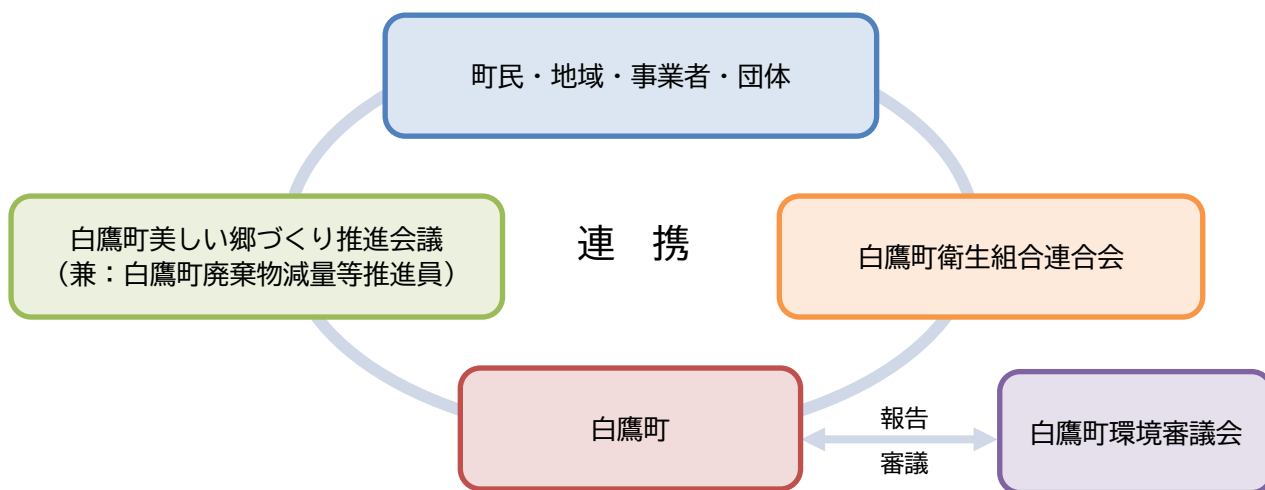 町民・地域・事業者・団体
白鷹町美しい郷づくり推進会議
（兼：白鷹町廃棄物減量等推進員）
連　携
白鷹町衛生組合連合会
白鷹町
報告
審議
白鷹町環境審議会